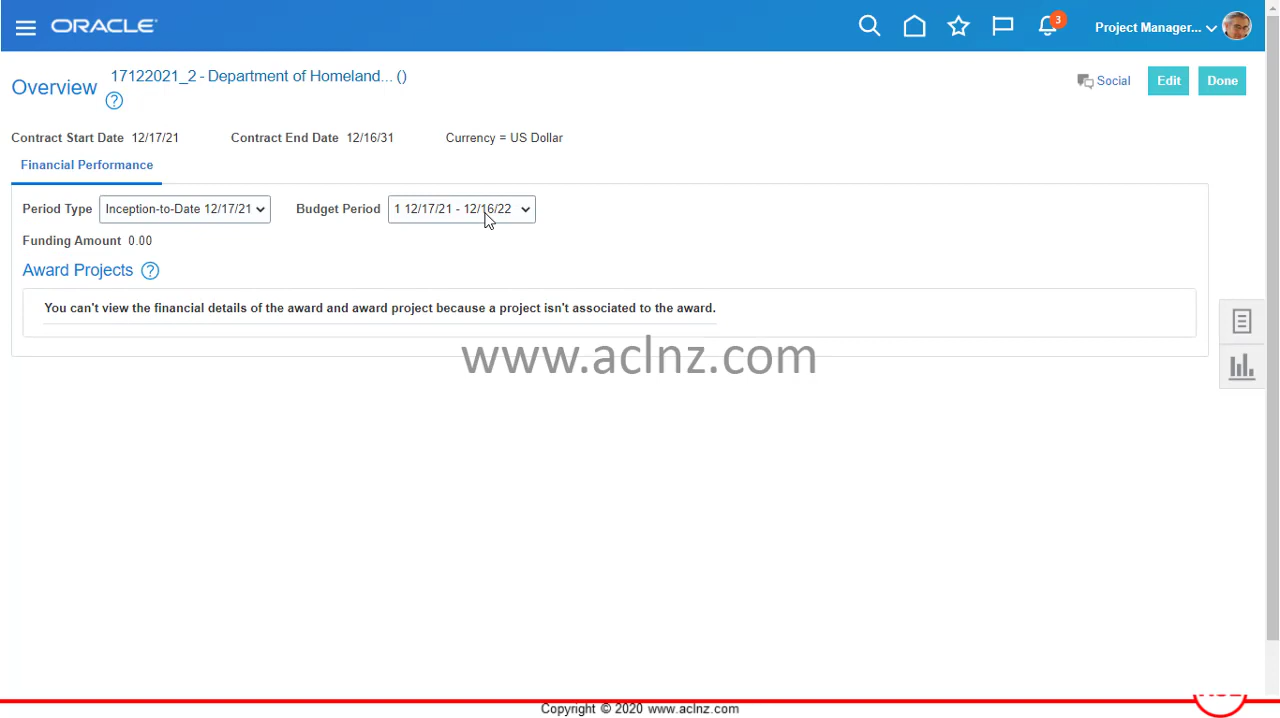 ORACLE
3
Project Manager...
Overview
17122021_2 - Department of Homeland... ()
?
Social
Edit
Done
Contract Start Date 12/17/21 Contract End Date 12/16/31 Currency = US Dollar
Financial Performance
Period Type Inception-to-Date 12/17/21 Budget Period 1 12/17/21 - 12/16/22
Funding Amount 0.00
Award Projects ?
You can't view the financial details of the award and award project because a project isn't associated to the award.
www.aclnz.com
Copyright © 2020 www.aclnz.com